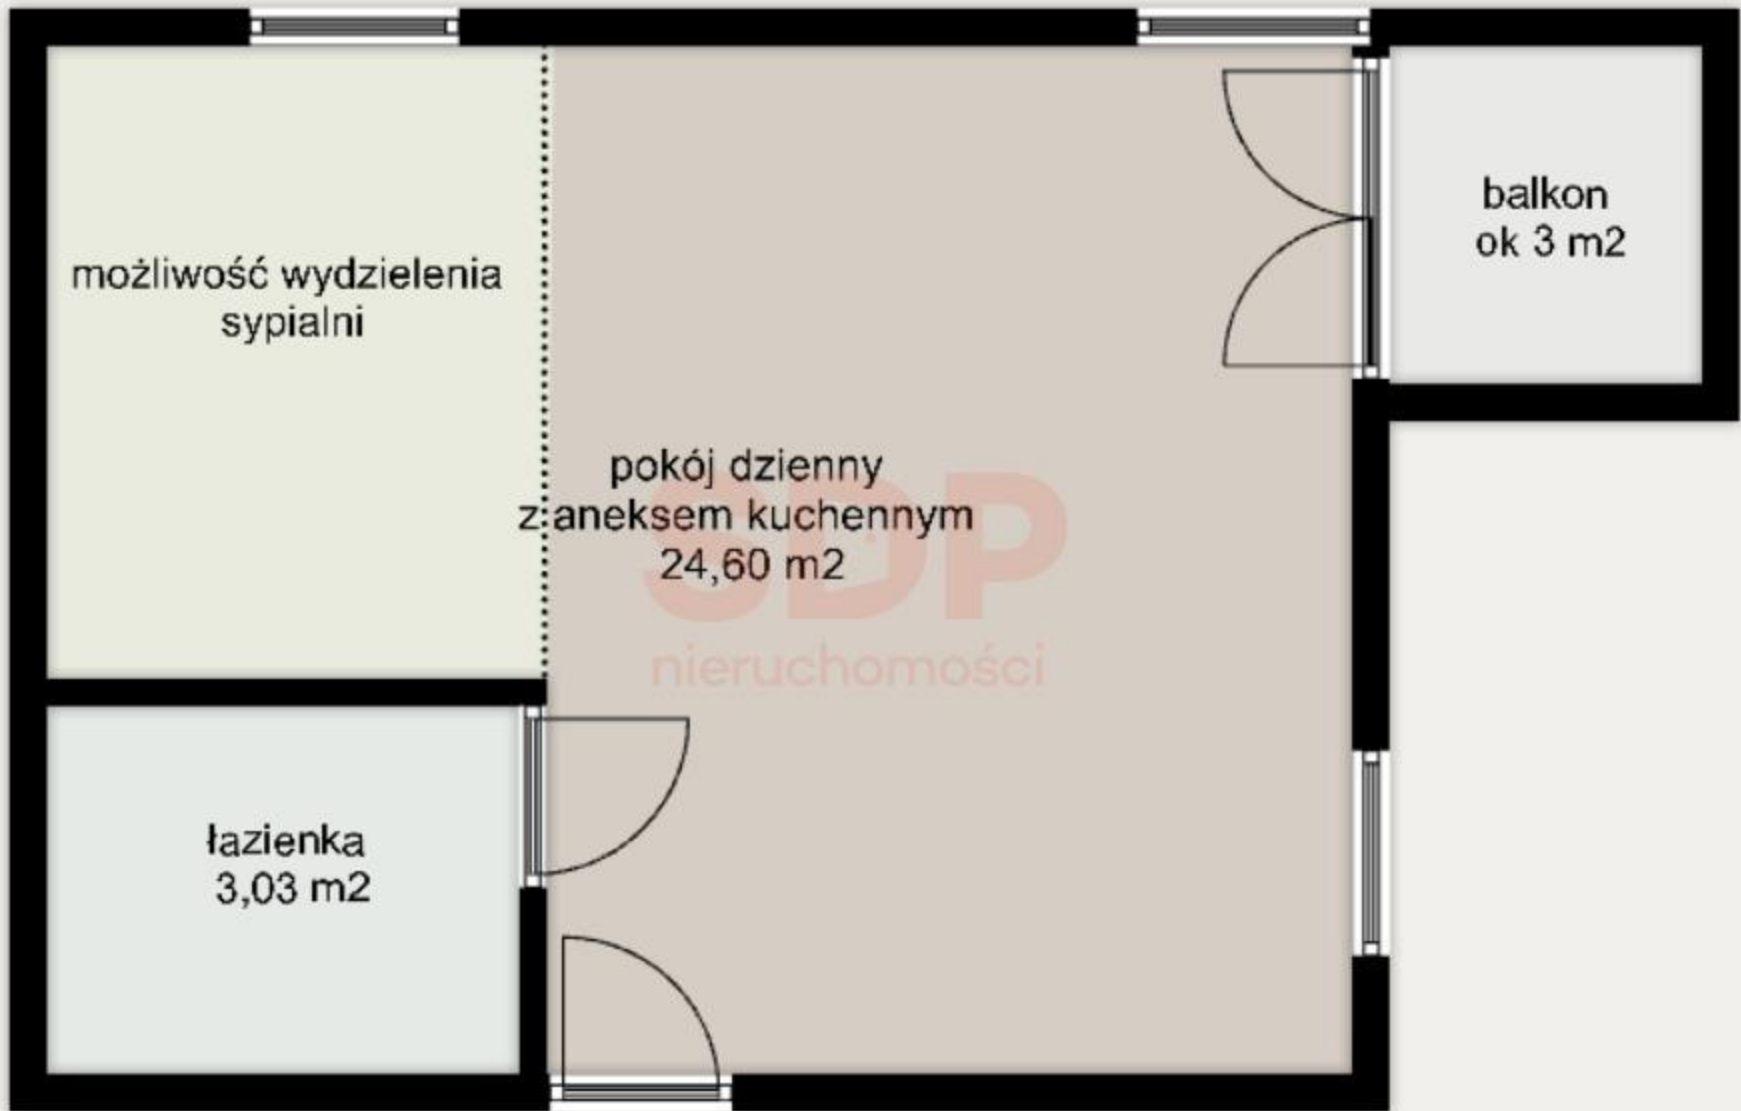 balkon
ok 3 m2
możliwość wydzielenia
sypialni
pokój dzienny
z aneksem kuchennym
24,60 m2
SDP
nieruchomości
łazienka
3,03 m2